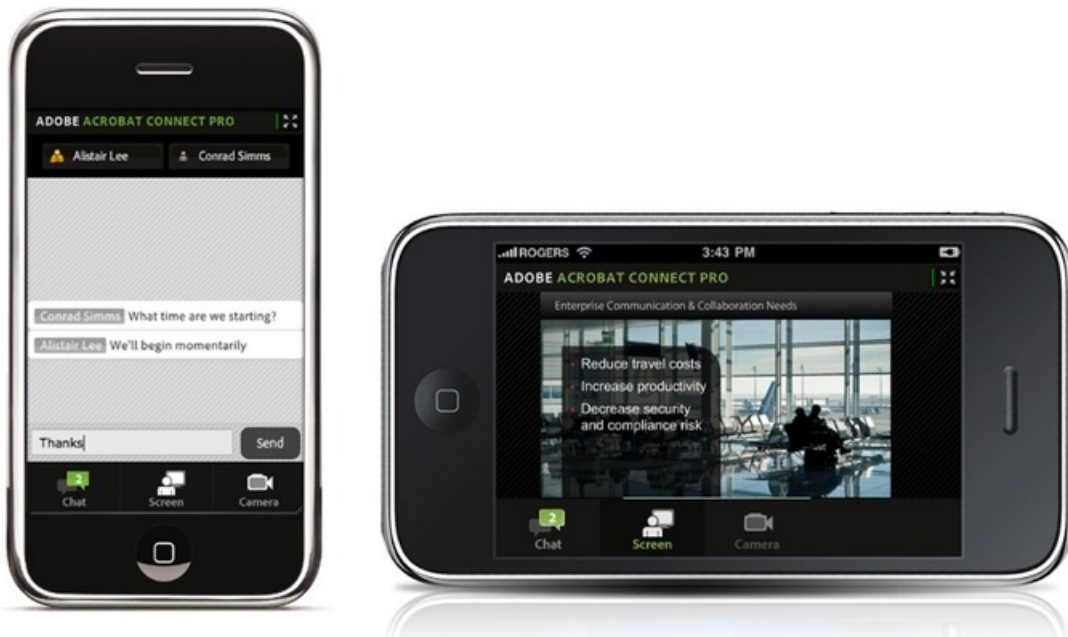 ADOBE ACROBAT CONNECT PRO
Alistair Lee
Conrad Simms
Conrad Simms What time are we starting?
Alistair Lee We'll begin momentarily
Thanks
Send
2
Chat
Screen
Camera
ROGERS
3:43 PM
ADOBE ACROBAT CONNECT PRO
Enterprise Communication & Collaboration Needs
Reduce travel costs
Increase productivity
Decrease security
and compliance risk
2
Chat
Screen
Camera